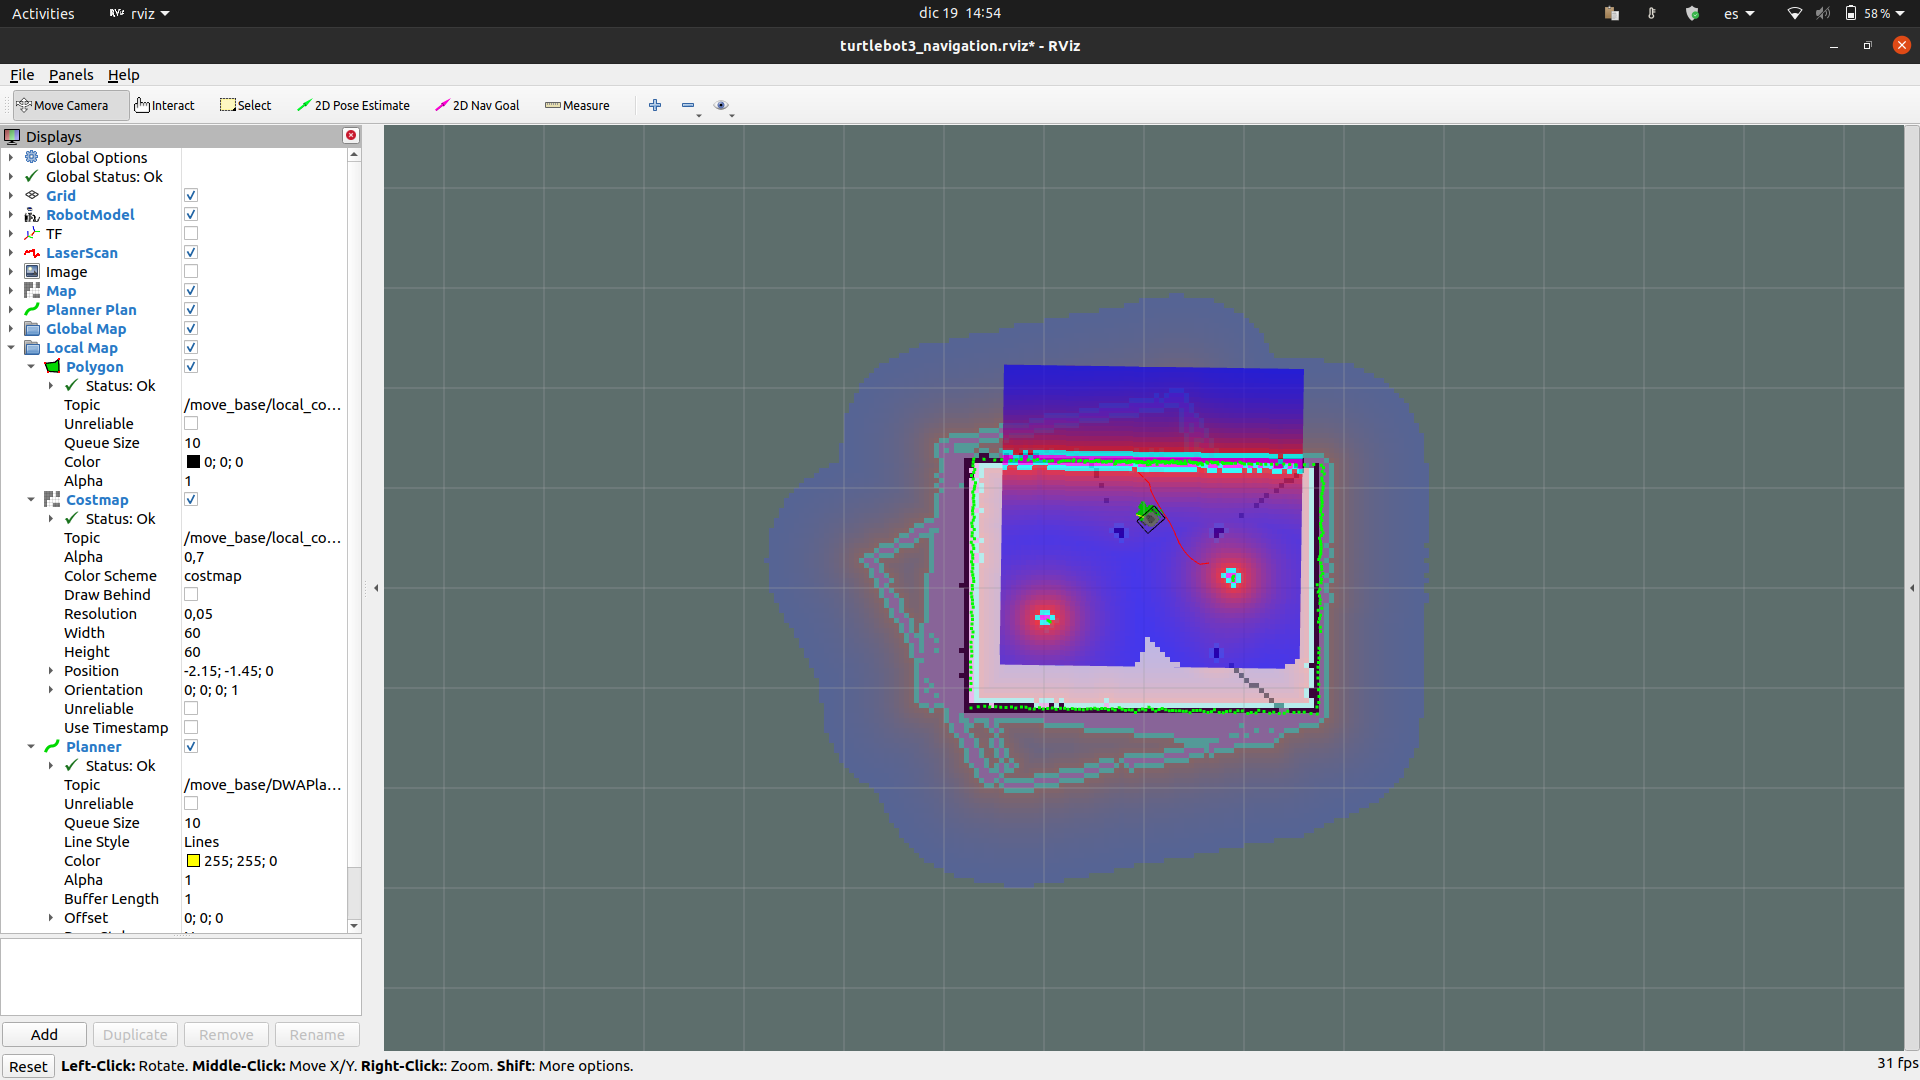 Activities
rviz
dic 19 14:54
es
58 %
turtlebot3_navigation.rviz* - RViz
File Panels Help
Move Camera Interact Select 2D Pose Estimate 2D Nav Goal Measure
Displays
Global Options
Global Status: Ok
Grid
RobotModel
TF
LaserScan
Image
Map
Planner Plan
Global Map
Local Map
Polygon
Status: Ok
Topic /move_base/local_co...
Unreliable
Queue Size 10
Color 0; 0; 0
Alpha 1
Costmap
Status: Ok
Topic /move_base/local_co...
Alpha 0,7
Color Scheme costmap
Draw Behind
Resolution 0,05
Width 60
Height 60
Position -2.15; -1.45; 0
Orientation 0; 0; 0; 1
Unreliable
Use Timestamp
Planner
Status: Ok
Topic /move_base/DWAPla...
Unreliable
Queue Size 10
Line Style Lines
Color 255; 255; 0
Alpha 1
Buffer Length 1
Offset 0; 0; 0
Add Duplicate Remove Rename
Reset Left-Click: Rotate. Middle-Click: Move X/Y. Right-Click:: Zoom. Shift: More options.
31 fps